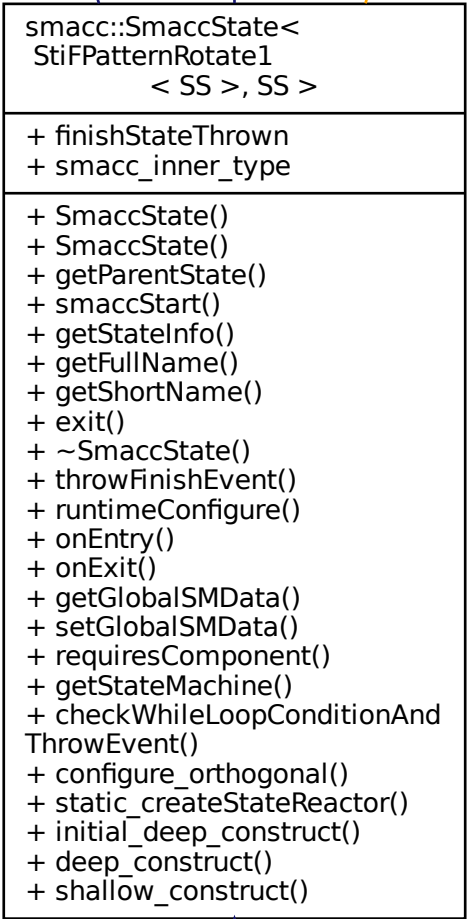 smacc::SmaccState<
StiFPatternRotate1
< SS >, SS >
+ finishStateThrown
+ smacc_inner_type
+ SmaccState()
+ SmaccState()
+ getParentState()
+ smaccStart()
+ getStateInfo()
+ getFullName()
+ getShortName()
+ exit()
+ ~SmaccState()
+ throwFinishEvent()
+ runtimeConfigure()
+ onEntry()
+ onExit()
+ getGlobalSMData()
+ setGlobalSMData()
+ requiresComponent()
+ getStateMachine()
+ checkWhileLoopConditionAnd
ThrowEvent()
+ configure_orthogonal()
+ static_createStateReactor()
+ initial_deep_construct()
+ deep_construct()
+ shallow_construct()